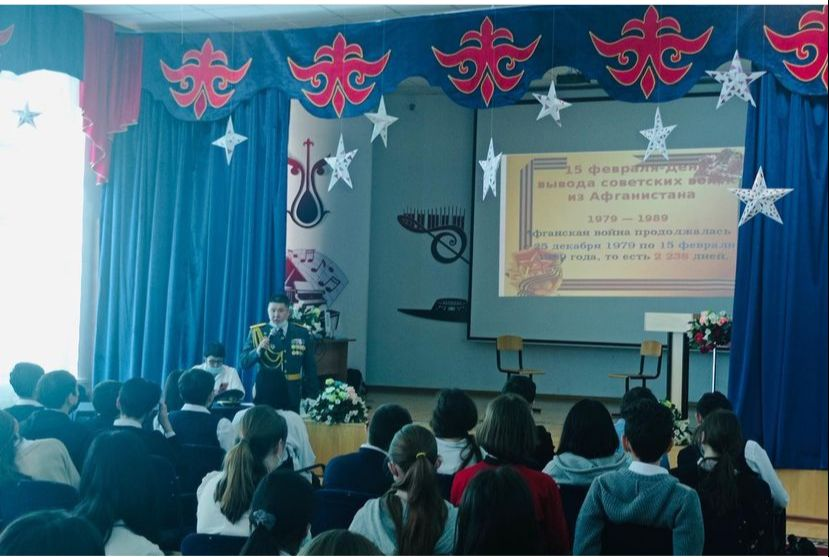 15 февраля-День
вывода советских войск
из Афганистана
1979 — 1989
Афганская война продолжалась
25 декабря 1979 по 15 февраля
1989 года, то есть 2 238 дней.